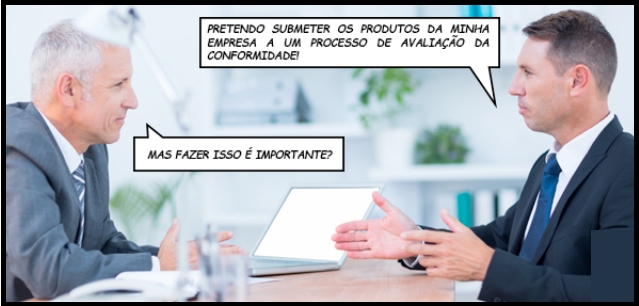 PRETENDO SUBMETER OS PRODUTOS DA MINHA
EMPRESA A UM PROCESSO DE AVALIAÇÃO DA
CONFORMIDADE!
MAS FAZER ISSO É IMPORTANTE?